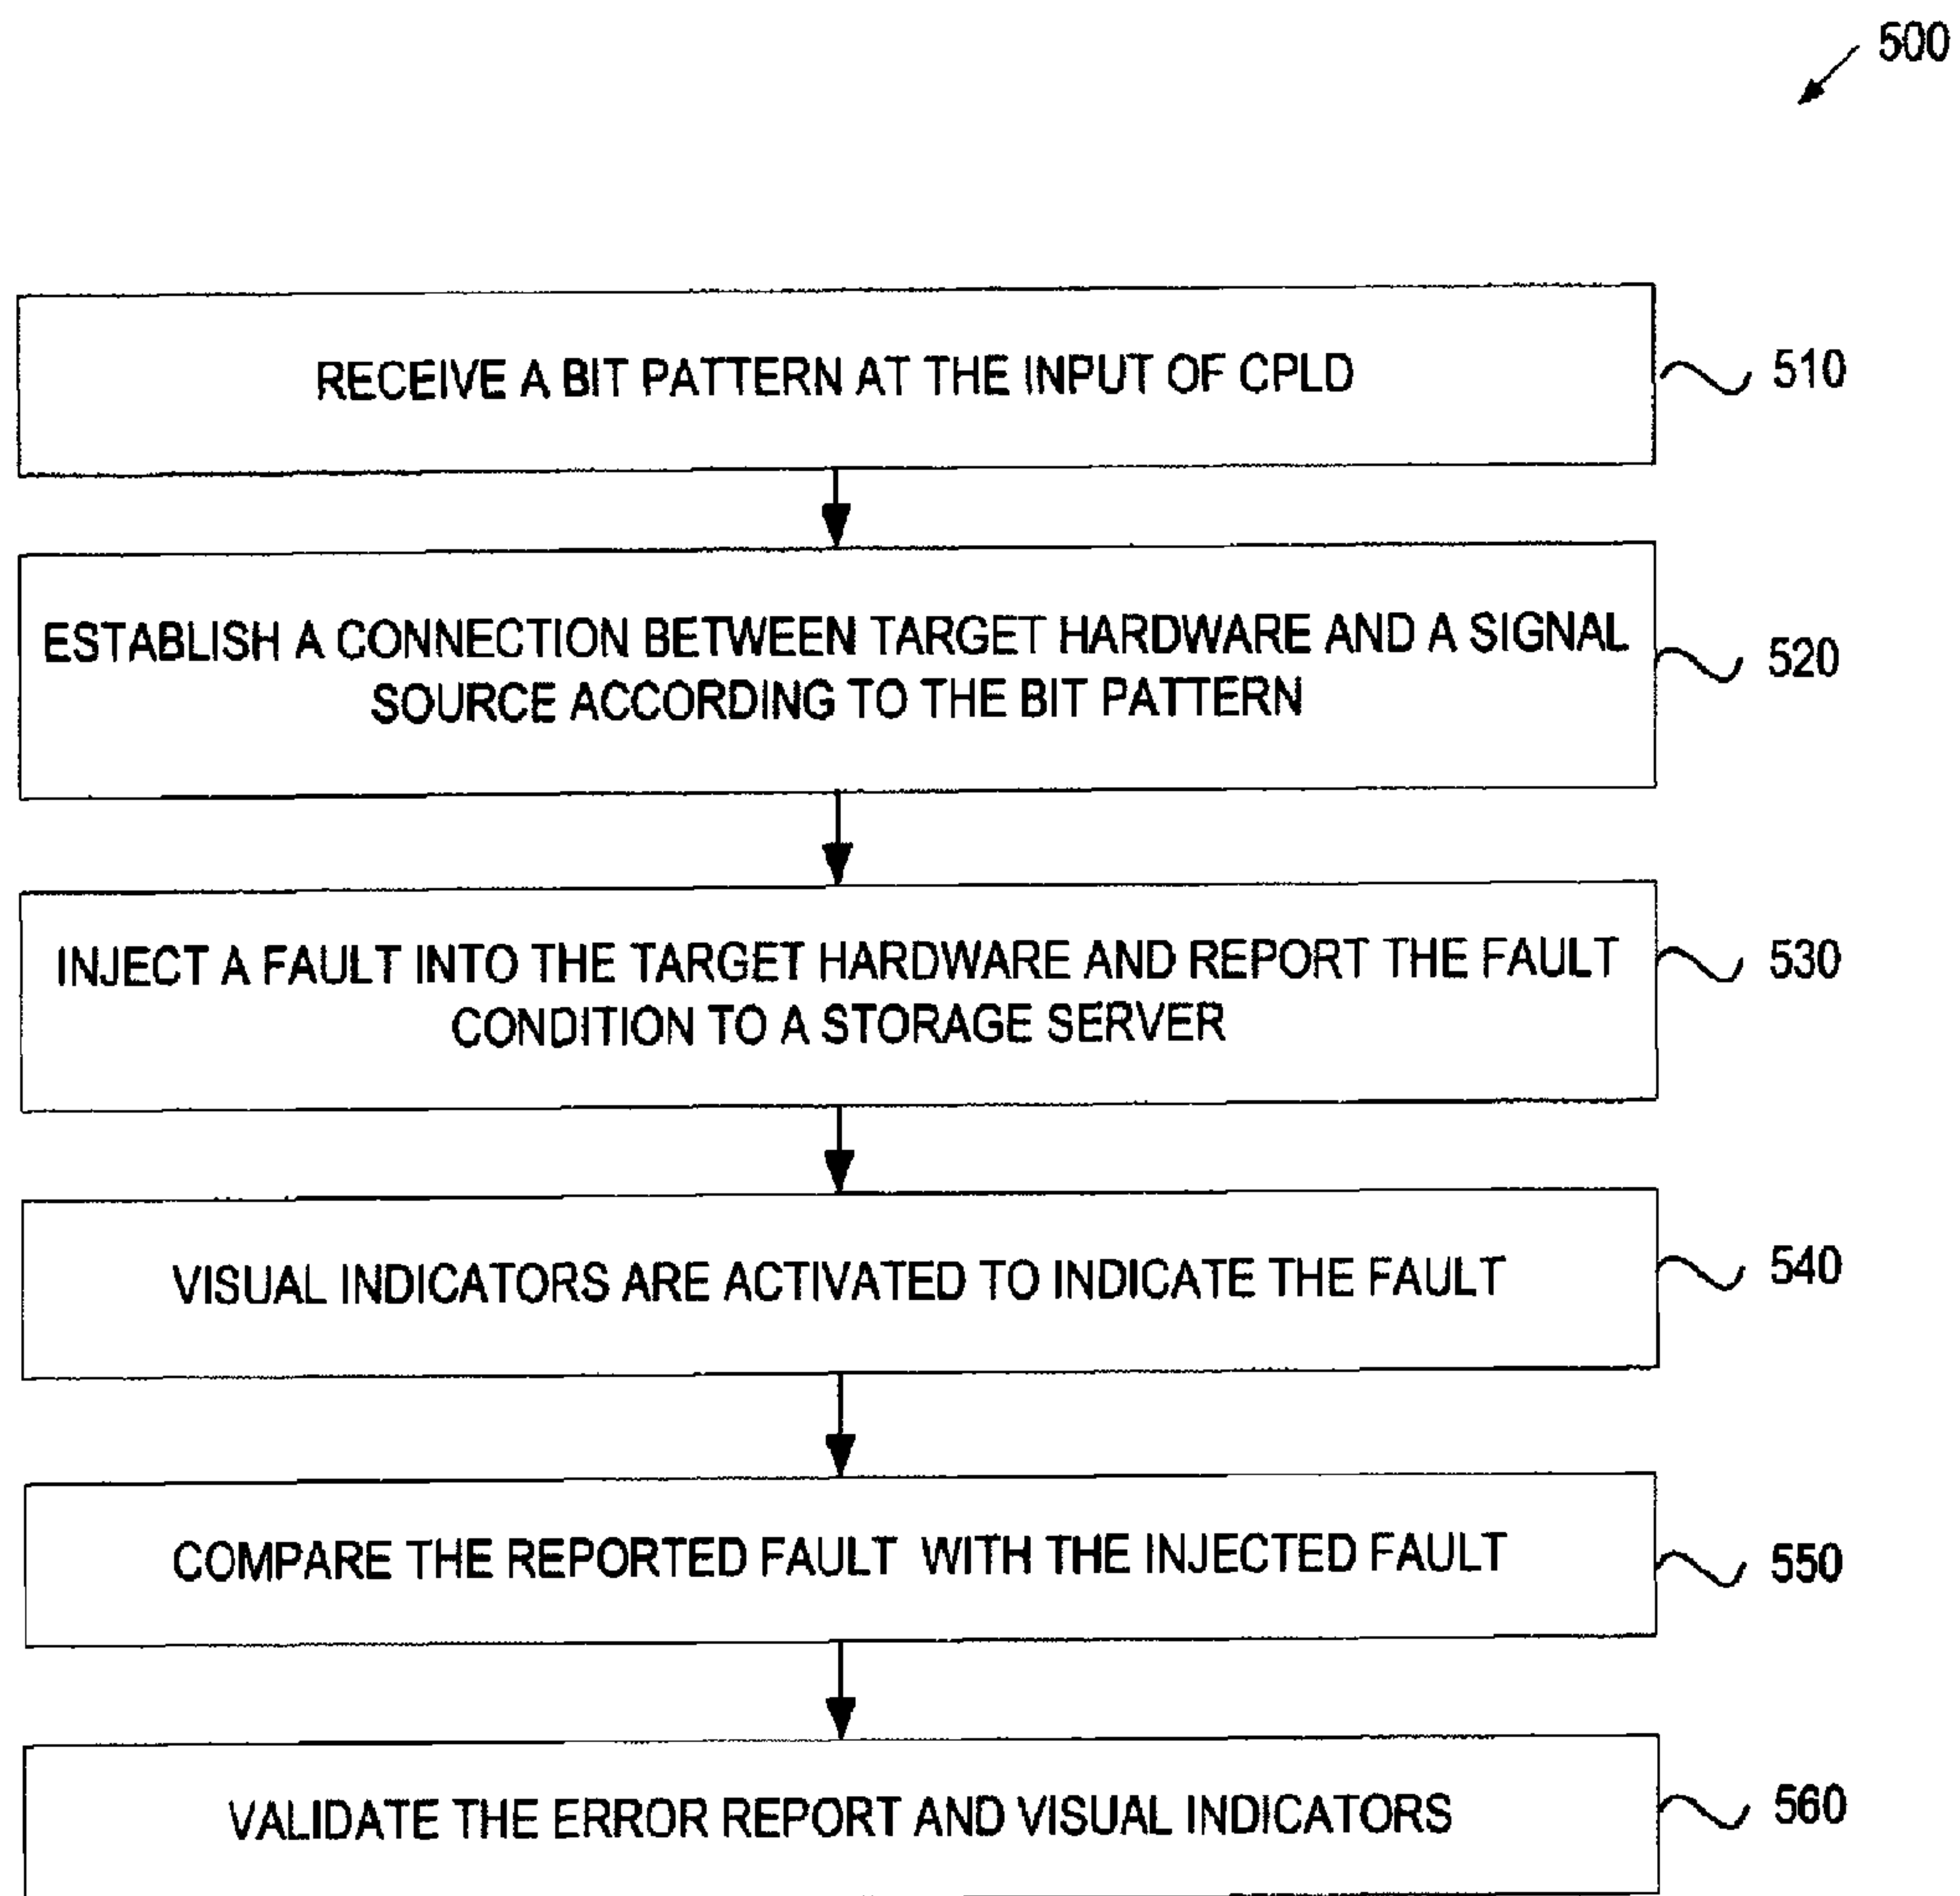 500
RECEIVE A BIT PATTERN AT THE INPUT OF CPLD
510
ESTABLISH A CONNECTION BETWEEN TARGET HARDWARE AND A SIGNAL
SOURCE ACCORDING TO THE BIT PATTERN
520
INJECT A FAULT INTO THE TARGET HARDWARE AND REPORT THE FAULT
CONDITION TO A STORAGE SERVER
530
VISUAL INDICATORS ARE ACTIVATED TO INDICATE THE FAULT
540
COMPARE THE REPORTED FAULT WITH THE INJECTED FAULT
550
VALIDATE THE ERROR REPORT AND VISUAL INDICATORS
560